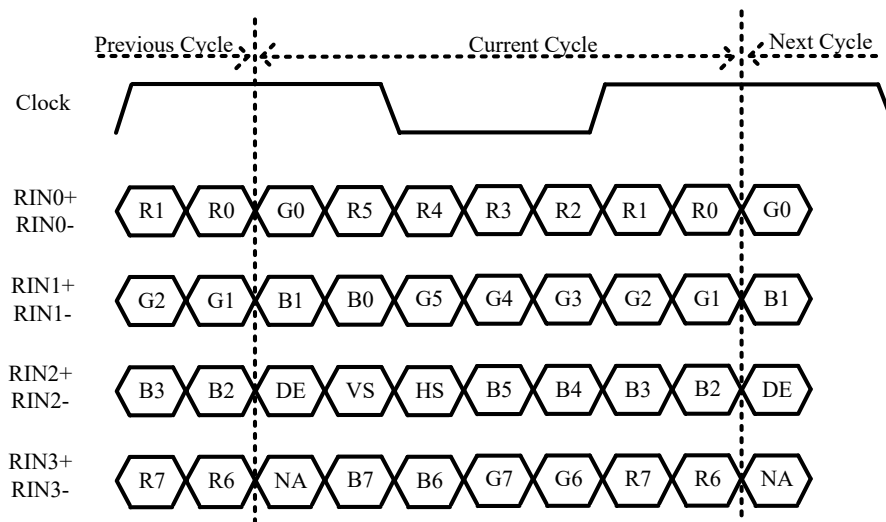 Previous Cycle Current Cycle Next Cycle
Clock
RIN0+
RIN0-
R1 R0 G0 R5 R4 R3 R2 R1 R0 G0
RIN1+
RIN1-
G2 G1 B1 B0 G5 G4 G3 G2 G1 B1
RIN2+
RIN2-
B3 B2 DE VS HS B5 B4 B3 B2 DE
RIN3+
RIN3-
R7 R6 NA B7 B6 G7 G6 R7 R6 NA